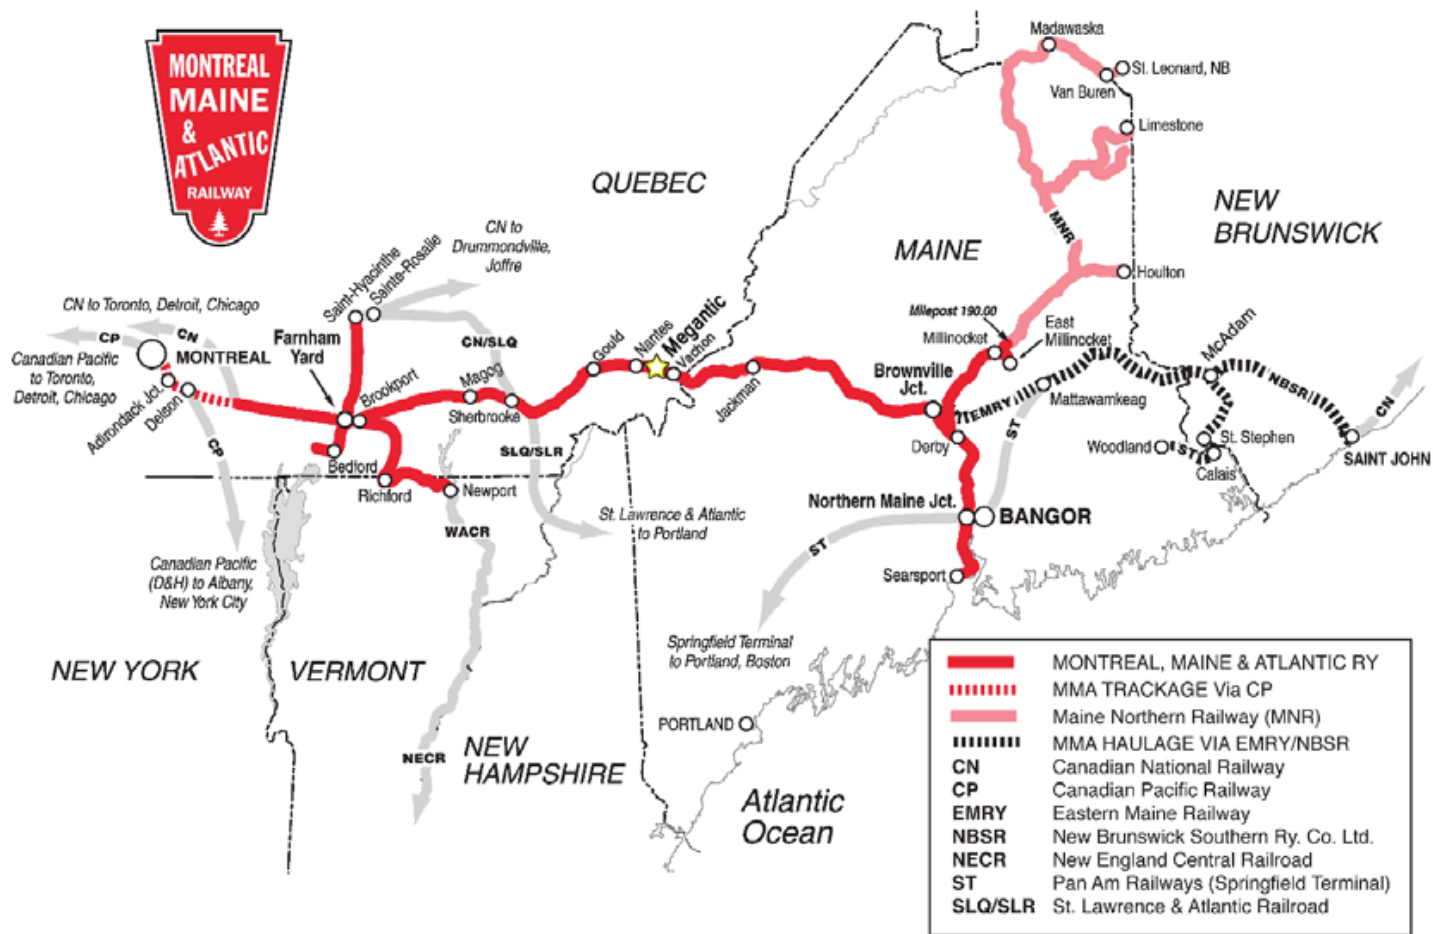 MONTREAL
MAINE
&
ATLANTIC
RAILWAY
QUEBEC
MAINE
NEW
BRUNSWICK
NEW YORK
VERMONT
NEW
HAMPSHIRE
Atlantic
Ocean
Madawaska
St. Leonard, NB
Van Buren
Limestone
MNR
Houlton
Milepost 190.00
Millinocket
East
Millinocket
McAdam
Brownville
Jct.
EMRY
Mattawamkeag
NBSR
CN
Derby
ST
Woodland
ST
St. Stephen
Calais
SAINT JOHN
Northern Maine Jct.
BANGOR
ST
Searsport
Springfield Terminal
to Portland, Boston
PORTLAND
CN to
Drummondville,
Joffre
Saint-Hyacinthe
Sainte-Rosalie
CN to Toronto, Detroit, Chicago
CP
CN
Farnham
Yard
MONTREAL
Canadian Pacific
to Toronto,
Detroit, Chicago
Adirondack Jct.
Delson
CP
Brookport
Magog
CN/SLQ
Gould
Nantes
Megantic
Vachon
Jackman
Sherbrooke
SLQ/SLR
Bedford
Richford
Newport
WACR
St. Lawrence & Atlantic
to Portland
Canadian Pacific
(D&H) to Albany,
New York City
NECR
MONTREAL, MAINE & ATLANTIC RY
MMA TRACKAGE Via CP
Maine Northern Railway (MNR)
MMA HAULAGE VIA EMRY/NBSR
CN Canadian National Railway
CP Canadian Pacific Railway
EMRY Eastern Maine Railway
NBSR New Brunswick Southern Ry. Co. Ltd.
NECR New England Central Railroad
ST Pan Am Railways (Springfield Terminal)
SLQ/SLR St. Lawrence & Atlantic Railroad